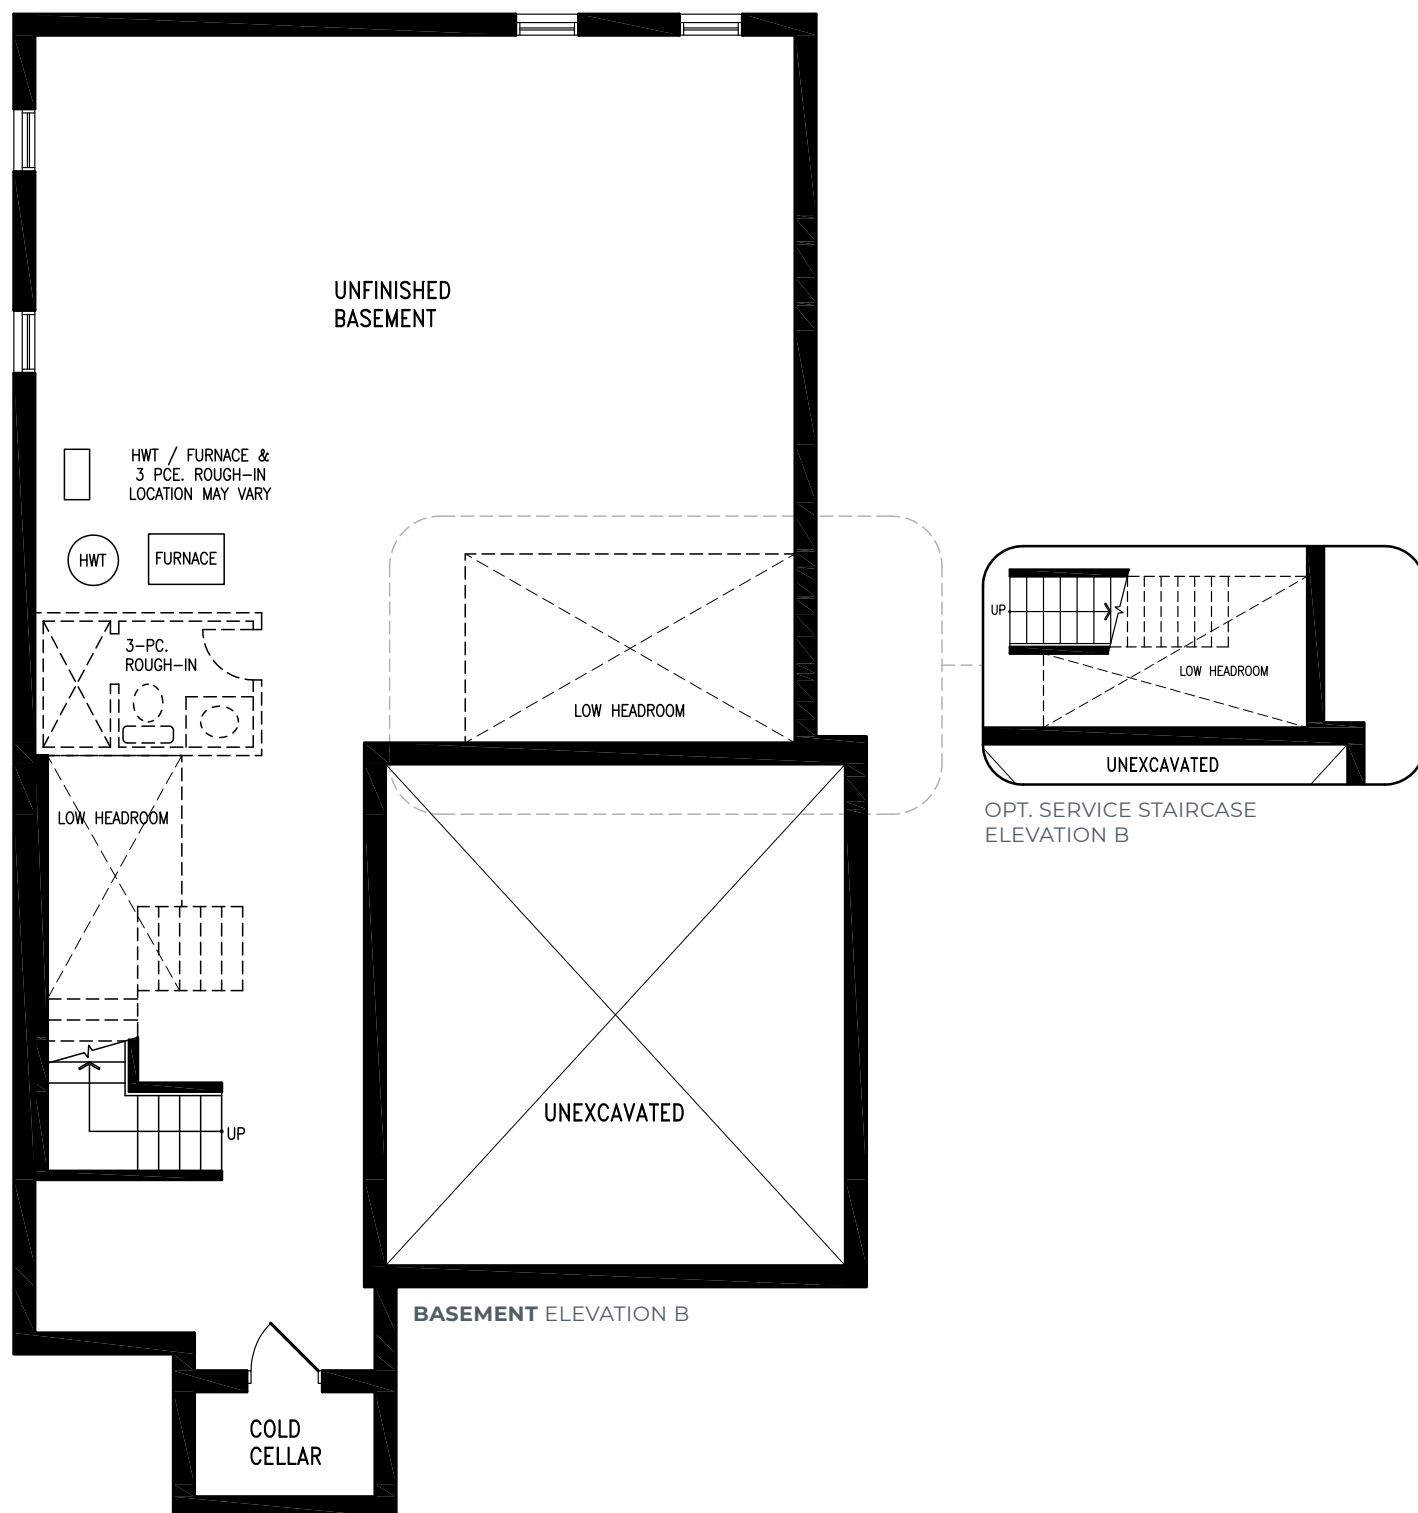 UNFINISHED
BASEMENT
HWT / FURNACE &
3 PCE. ROUGH-IN
LOCATION MAY VARY
HWT
FURNACE
3-PC.
ROUGH-IN
LOW HEADROOM
LOW HEADROOM
UP
UNEXCAVATED
BASEMENT ELEVATION B
COLD
CELLAR
UP
LOW HEADROOM
UNEXCAVATED
OPT. SERVICE STAIRCASE
ELEVATION B